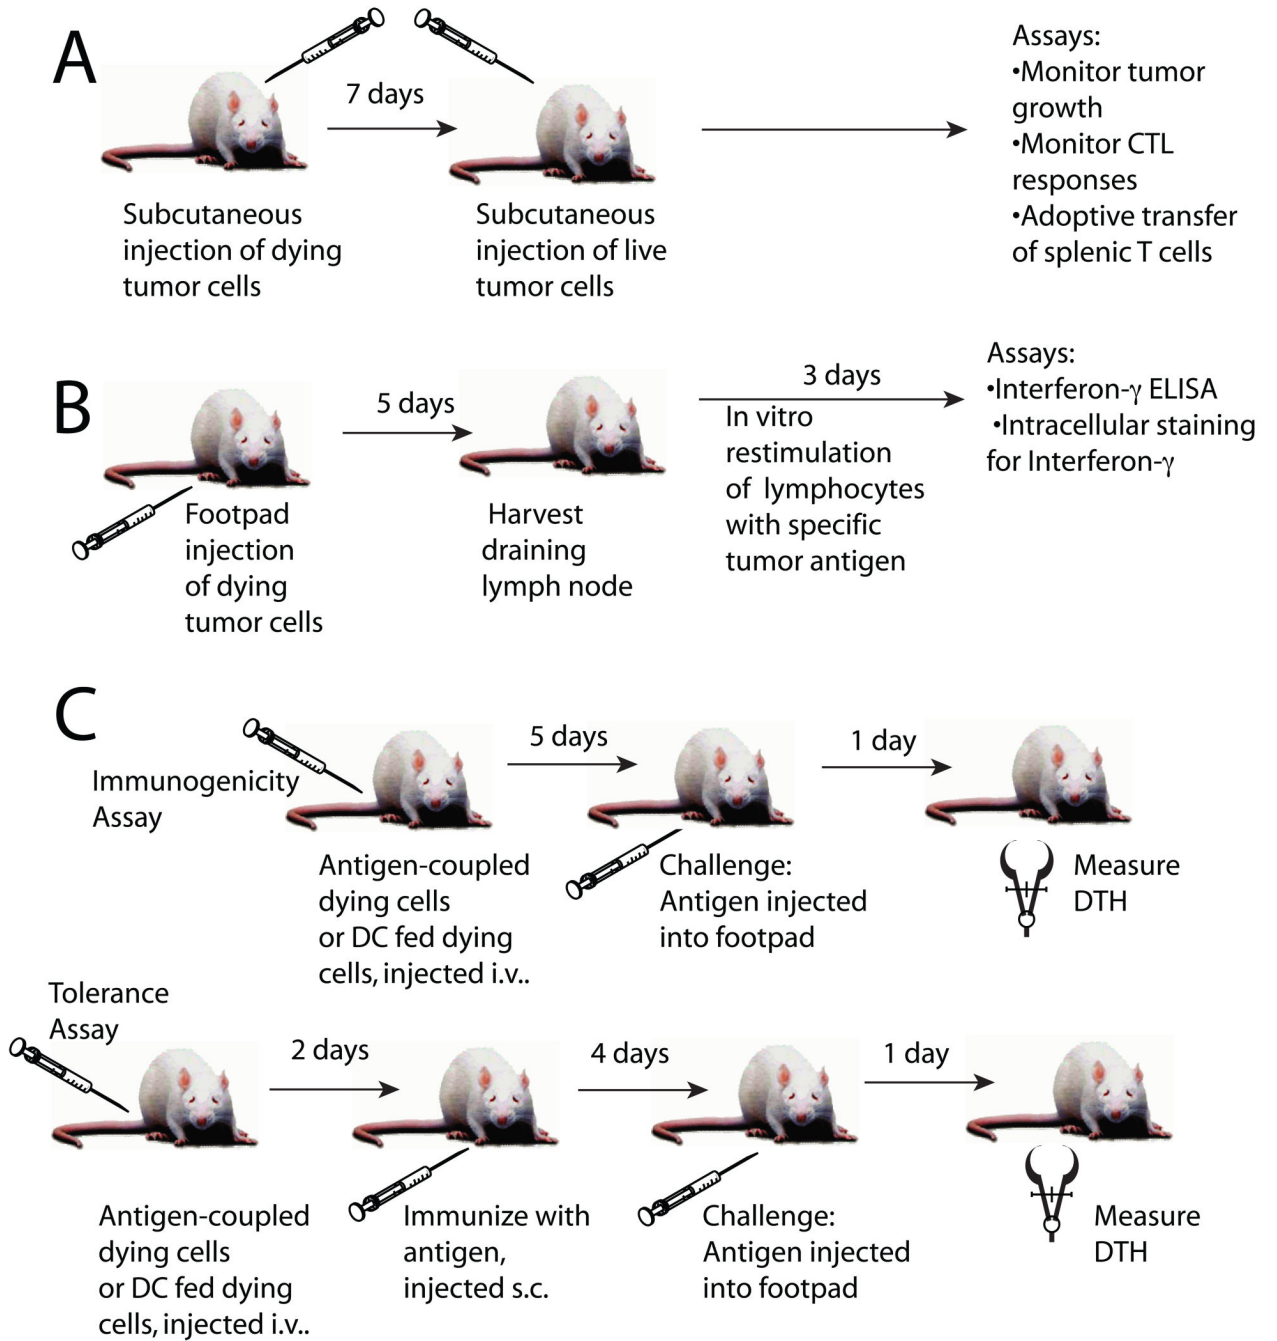 A
7 days
Subcutaneous
injection of dying
tumor cells
Subcutaneous
injection of live
tumor cells
Assays:
•Monitor tumor
growth
•Monitor CTL
responses
•Adoptive transfer
of splenic T cells
B
5 days
3 days
Footpad
injection
of dying
tumor cells
Harvest
draining
lymph node
In vitro
restimulation
of lymphocytes
with specific
tumor antigen
Assays:
•Interferon-γ ELISA
•Intracellular staining
for Interferon-γ
C
Immunogenicity
Assay
5 days
1 day
Antigen-coupled
dying cells
or DC fed dying
cells, injected i.v..
Challenge:
Antigen injected
into footpad
Measure
DTH
Tolerance
Assay
2 days
4 days
1 day
Antigen-coupled
dying cells
or DC fed dying
cells, injected i.v..
Immunize with
antigen,
injected s.c.
Challenge:
Antigen injected
into footpad
Measure
DTH